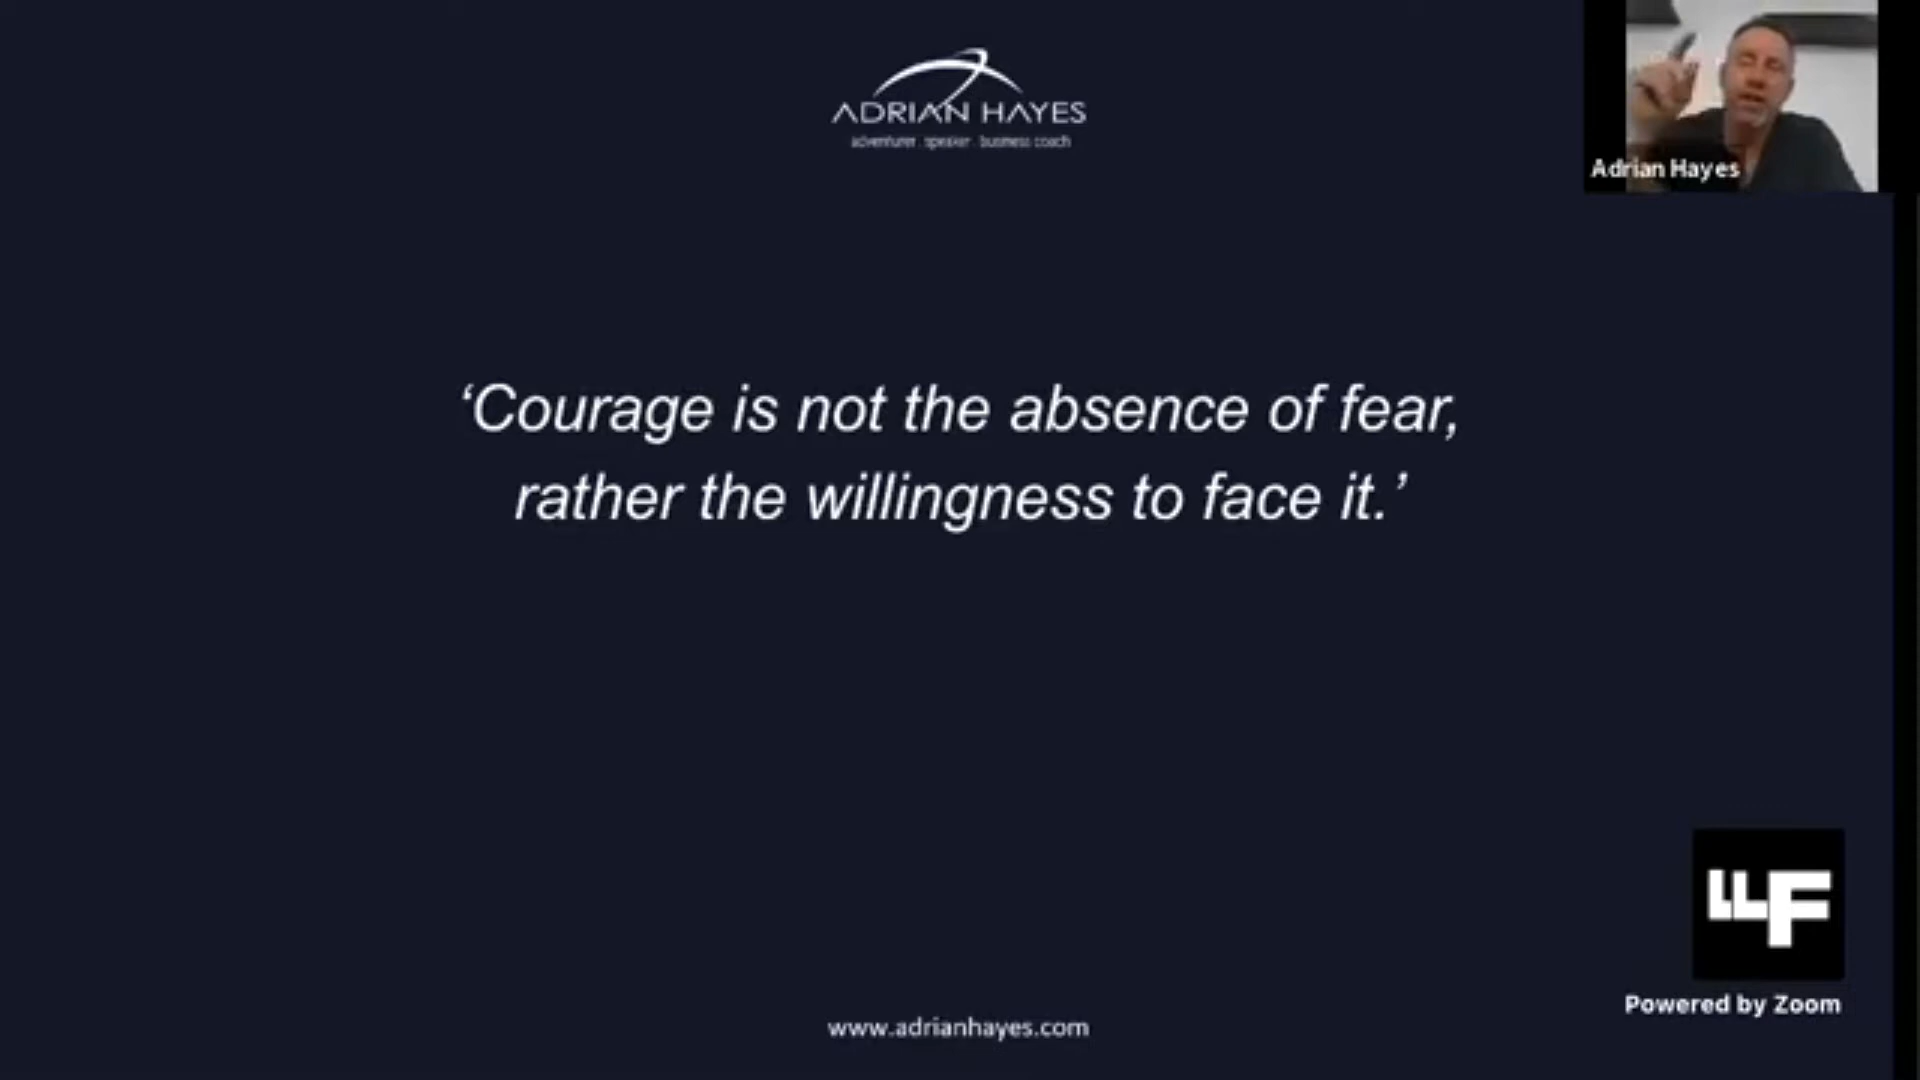 ADRIAN HAYES
adventurer . speaker . business coach
Adrian Hayes
‘Courage is not the absence of fear,
rather the willingness to face it.’
LLF
Powered by Zoom
www.adrianhayes.com